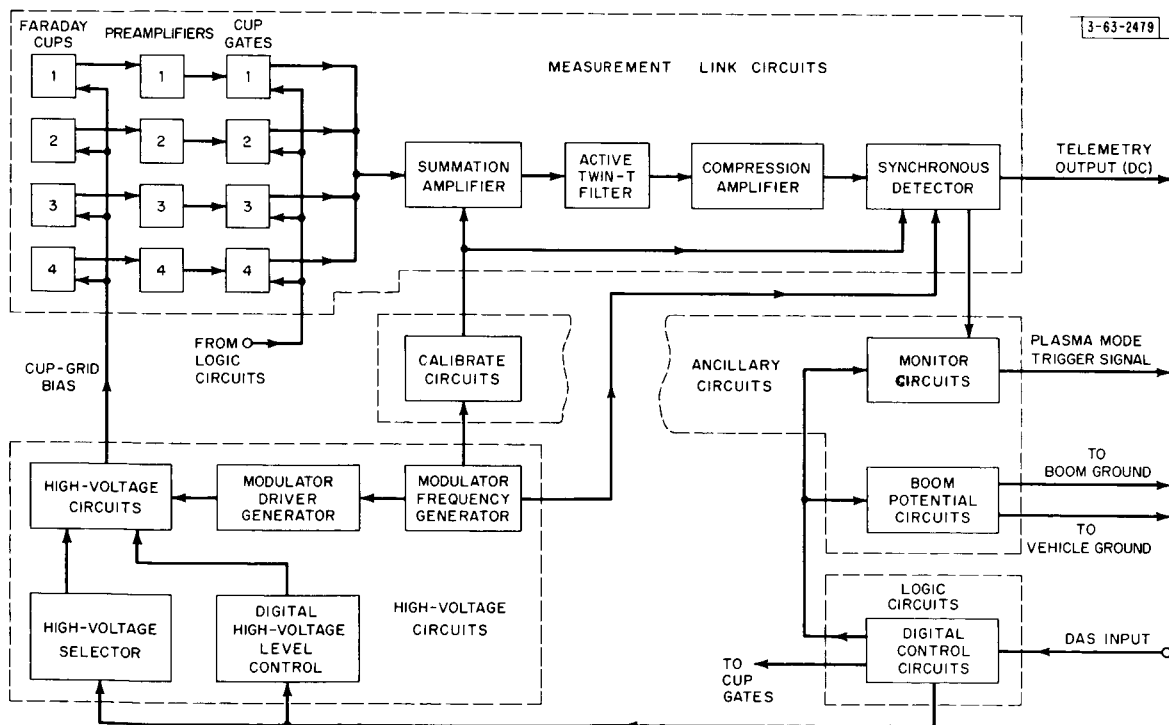 3-63-2479
FARADAY
CUPS
PREAMPLIFIERS
CUP
GATES
1
1
1
2
2
2
3
3
3
4
4
4
MEASUREMENT LINK CIRCUITS
SUMMATION
AMPLIFIER
ACTIVE
TWIN-T
FILTER
COMPRESSION
AMPLIFIER
SYNCHRONOUS
DETECTOR
TELEMETRY
OUTPUT (DC)
FROM
LOGIC
CIRCUITS
CUP-GRID
BIAS
CALIBRATE
CIRCUITS
ANCILLARY
CIRCUITS
MONITOR
CIRCUITS
PLASMA MODE
TRIGGER SIGNAL
HIGH-VOLTAGE
CIRCUITS
MODULATOR
DRIVER
GENERATOR
MODULATOR
FREQUENCY
GENERATOR
BOOM
POTENTIAL
CIRCUITS
TO
BOOM GROUND
TO
VEHICLE GROUND
HIGH-VOLTAGE
SELECTOR
DIGITAL
HIGH-VOLTAGE
LEVEL
CONTROL
HIGH-VOLTAGE
CIRCUITS
LOGIC
CIRCUITS
DIGITAL
CONTROL
CIRCUITS
DAS INPUT
TO
CUP
GATES